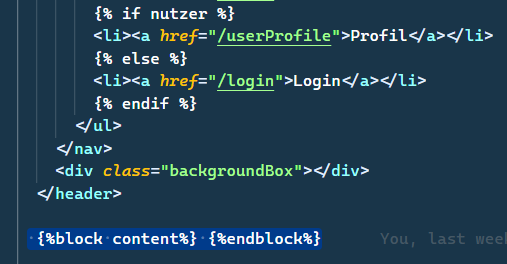 {% if nutzer %}
<li><a href="/userProfile">Profil</a></li>
{% else %}
<li><a href="/login">Login</a></li>
{% endif %}
</ul>
</nav>
<div class="backgroundBox"></div>
</header>
{%block content%} {%endblock%} You, last wee